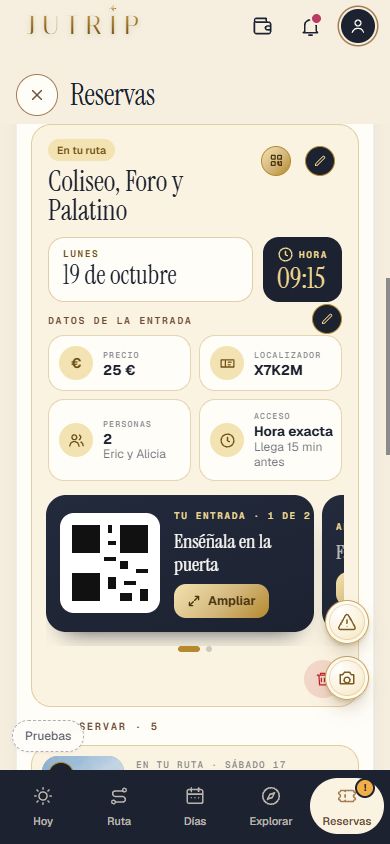 JUTRIP
Reservas
En tu ruta
Coliseo, Foro y
Palatino
LUNES
19 de octubre
HORA
09:15
DATOS DE LA ENTRADA
PRECIO
25 €
LOCALIZADOR
X7K2M
PERSONAS
2
Eric y Alicia
ACCESO
Hora exacta
Llega 15 min
antes
TU ENTRADA · 1 DE 2
Enséñala en la
puerta
Ampliar
SERVAR · 5
Pruebas
EN TU RUTA · SÁBADO 17
Hoy
Ruta
Días
Explorar
Reservas
!